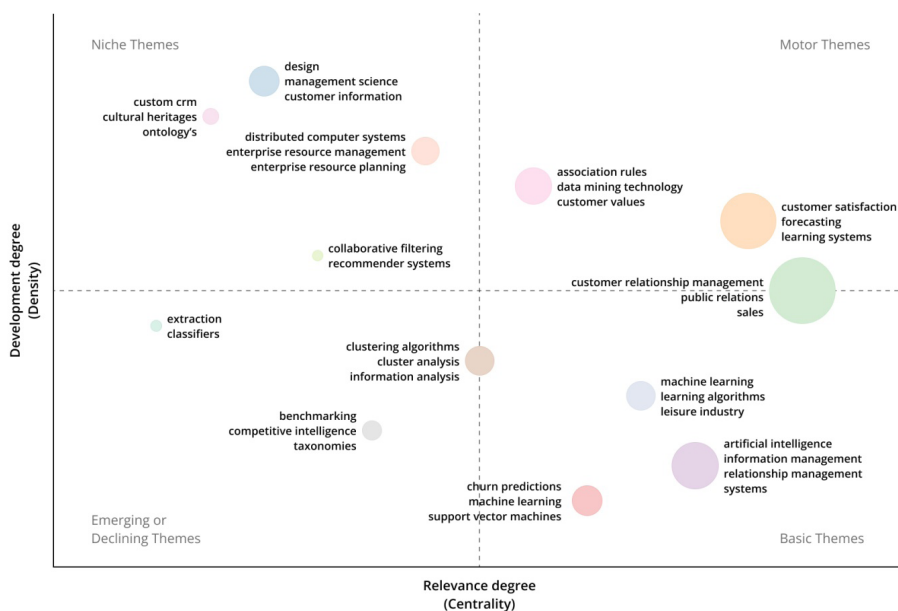 Niche Themes
Motor Themes
design
management science
customer information
custom crm
cultural heritages
ontology's
distributed computer systems
enterprise resource management
enterprise resource planning
association rules
data mining technology
customer values
customer satisfaction
forecasting
learning systems
collaborative filtering
recommender systems
customer relationship management
public relations
sales
Development degree
(Density)
extraction
classifiers
clustering algorithms
cluster analysis
information analysis
machine learning
learning algorithms
leisure industry
benchmarking
competitive intelligence
taxonomies
artificial intelligence
information management
relationship management
systems
churn predictions
machine learning
support vector machines
Emerging or
Declining Themes
Basic Themes
Relevance degree
(Centrality)